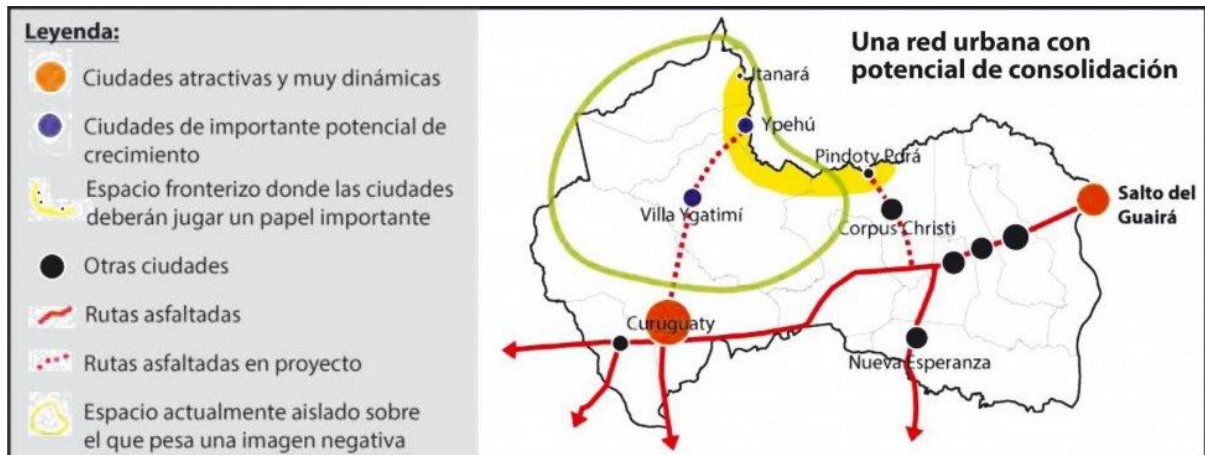 Leyenda:
Ciudades atractivas y muy dinámicas
Ciudades de importante potencial de
crecimiento
Espacio fronterizo donde las ciudades
deberán jugar un papel importante
Otras ciudades
Rutas asfaltadas
Rutas asfaltadas en proyecto
Espacio actualmente aislado sobre
el que pesa una imagen negativa
Una red urbana con
potencial de consolidación
Itanará
Ypehú
Pindoty Porá
Villa Ygatimí
Corpus Christi
Salto del
Guairá
Curuguaty
Nueva Esperanza